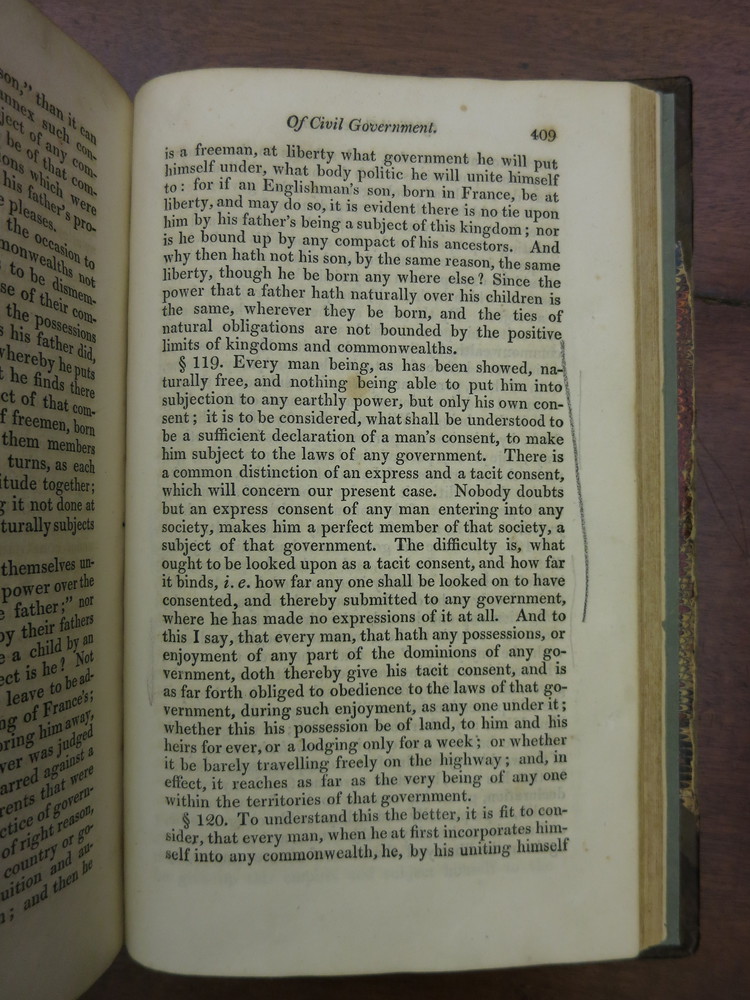 son," than it can
annex such con-
ject of any com-
be of that com-
ons which were
his father's pro-
e pleases.
the occasion to
monwealths not
to be dismem-
se of their com-
the possessions
s his father did,
whereby he puts
t he finds there
ct of that com-
f freemen, born
them members
turns, as each
itude together;
g it not done at
turally subjects
themselves un-
power over the
e father;" nor
by their fathers
e a child by an
ect is he? Not
leave to be ad-
ng of France's;
bring him away,
ver was judged
arred against a
rents that were
ctice of govern-
of right reason,
country or go-
uition and au-
; and then he
Of Civil Government. 409
is a freeman, at liberty what government he will put
himself under, what body politic he will unite himself
to: for if an Englishman's son, born in France, be at
liberty, and may do so, it is evident there is no tie upon
him by his father's being a subject of this kingdom; nor
is he bound up by any compact of his ancestors. And
why then hath not his son, by the same reason, the same
liberty, though he be born any where else? Since the
power that a father hath naturally over his children is
the same, wherever they be born, and the ties of
natural obligations are not bounded by the positive
limits of kingdoms and commonwealths.
§ 119. Every man being, as has been showed, na-
turally free, and nothing being able to put him into
subjection to any earthly power, but only his own con-
sent; it is to be considered, what shall be understood to
be a sufficient declaration of a man's consent, to make
him subject to the laws of any government. There is
a common distinction of an express and a tacit consent,
which will concern our present case. Nobody doubts
but an express consent of any man entering into any
society, makes him a perfect member of that society, a
subject of that government. The difficulty is, what
ought to be looked upon as a tacit consent, and how far
it binds, i. e. how far any one shall be looked on to have
consented, and thereby submitted to any government,
where he has made no expressions of it at all. And to
this I say, that every man, that hath any possessions, or
enjoyment of any part of the dominions of any go-
vernment, doth thereby give his tacit consent, and is
as far forth obliged to obedience to the laws of that go-
vernment, during such enjoyment, as any one under it;
whether this his possession be of land, to him and his
heirs for ever, or a lodging only for a week; or whether
it be barely travelling freely on the highway; and, in
effect, it reaches as far as the very being of any one
within the territories of that government.
§ 120. To understand this the better, it is fit to con-
sider, that every man, when he at first incorporates him-
self into any commonwealth, he, by his uniting himself